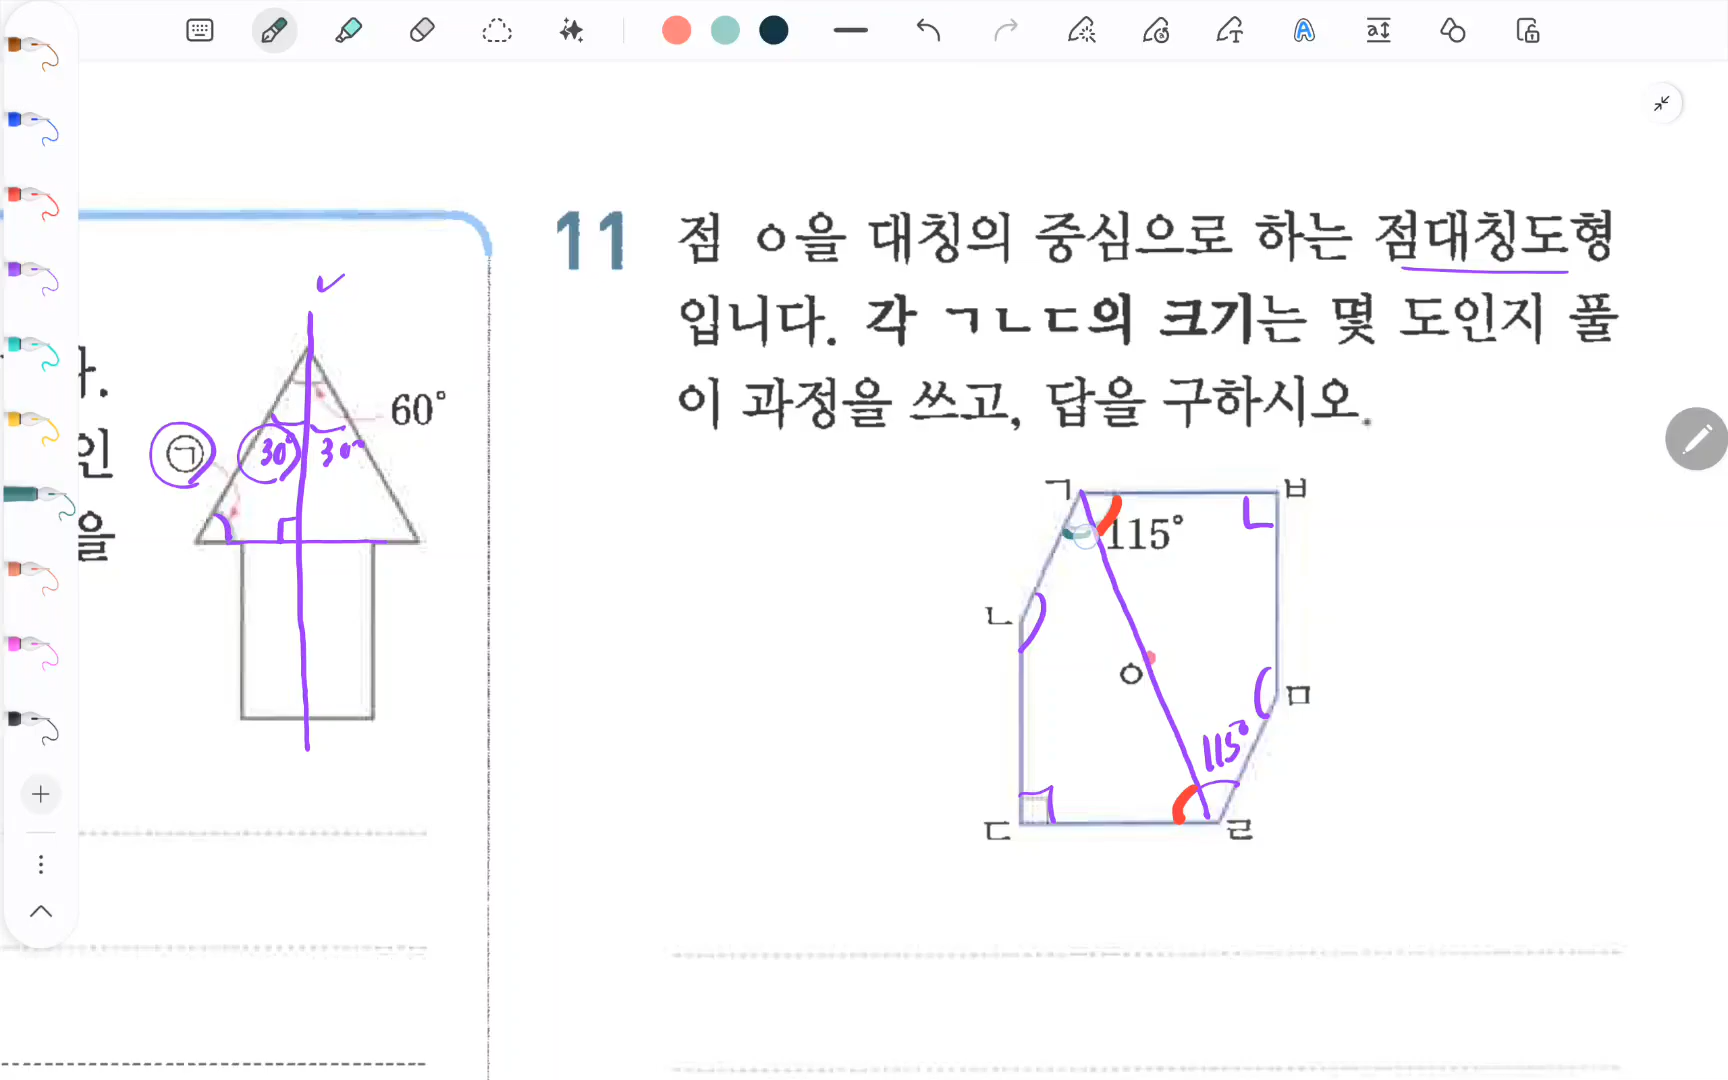 다.
인
을
60°
㉠
30° 30°
11 점 ㅇ을 대칭의 중심으로 하는 점대칭도형
입니다. 각 ㄱㄴㄷ의 크기는 몇 도인지 풀
이 과정을 쓰고, 답을 구하시오.
ㄱ ㅂ
115°
ㄴ
ㅇ
ㅁ
115°
ㄷ ㄹ